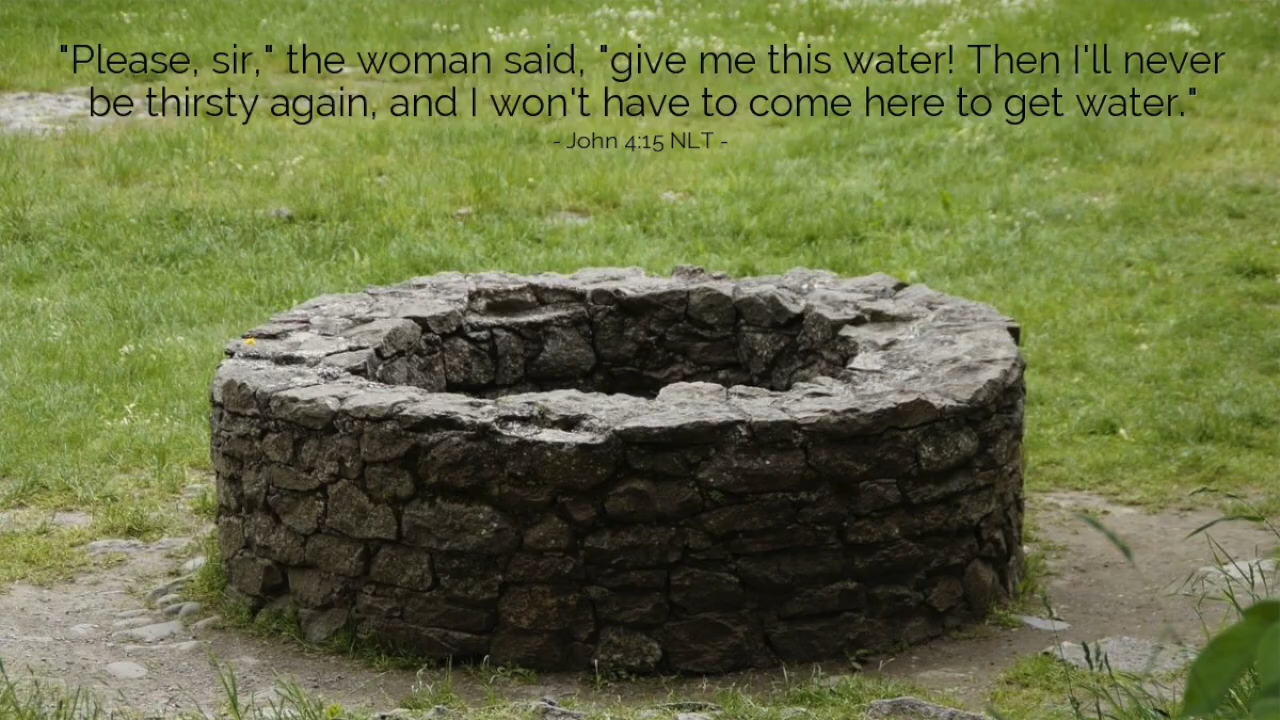 "Please, sir," the woman said, "give me this water! Then I'll never
be thirsty again, and I won't have to come here to get water."
- John 4:15 NLT -